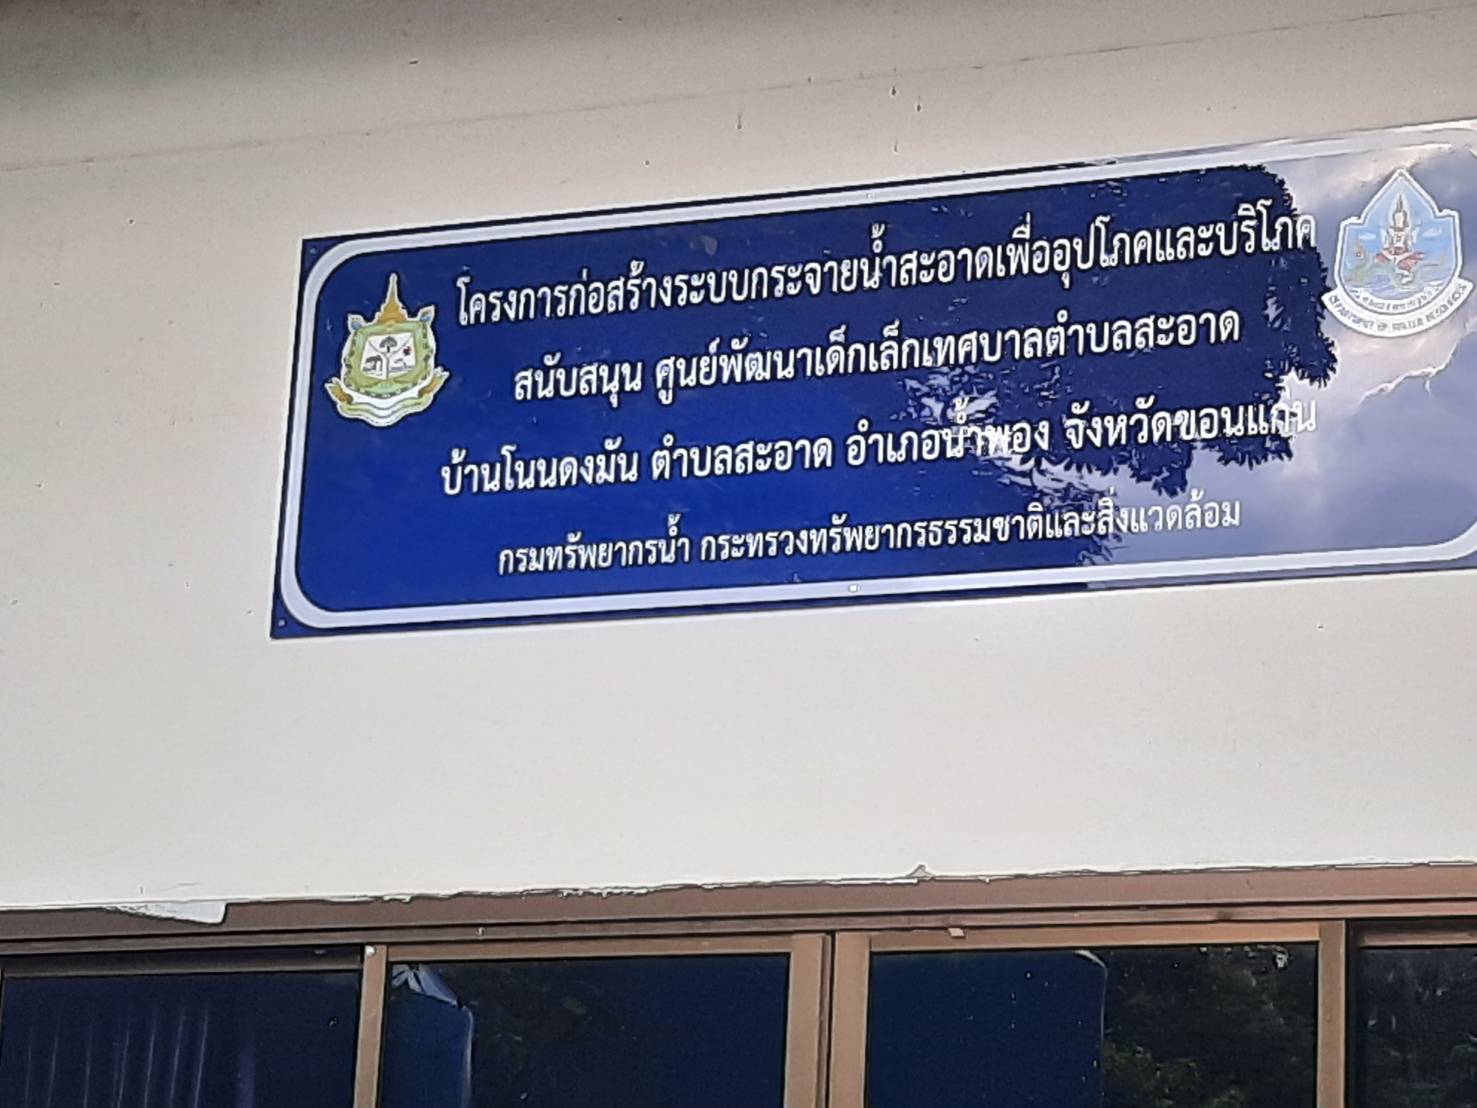 โครงการก่อสร้างระบบกระจายน้ำสะอาดเพื่ออุปโภคและบริโภค
สนับสนุน ศูนย์พัฒนาเด็กเล็กเทศบาลตำบลสะอาด
บ้านโนนดงมัน ตำบลสะอาด อำเภอน้ำพอง จังหวัดขอนแก่น
กรมทรัพยากรน้ำ กระทรวงทรัพยากรธรรมชาติและสิ่งแวดล้อม
DEPARTMENT OF WATER RESOURCES